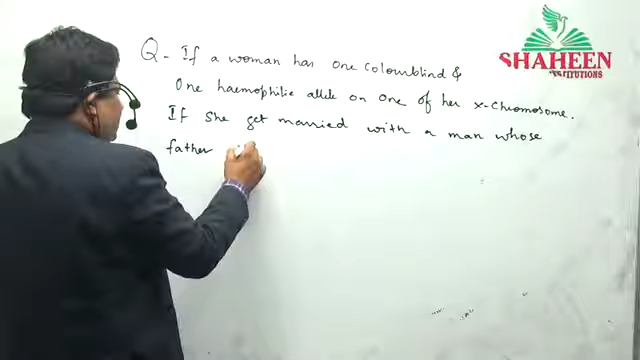 SHAHEEN
INSTITUTIONS
Q - If a woman has one Colourblind &
One haemophilic allele on one of her X-Chromosome.
If She get married with a man whose
father